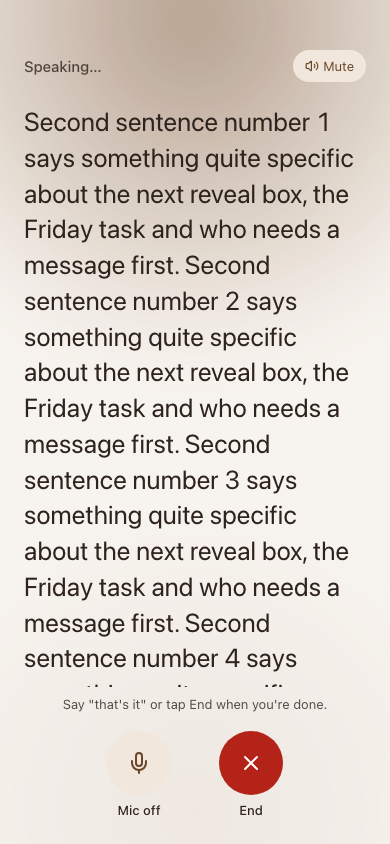 Speaking...
Mute
Second sentence number 1
says something quite specific
about the next reveal box, the
Friday task and who needs a
message first. Second
sentence number 2 says
something quite specific
about the next reveal box, the
Friday task and who needs a
message first. Second
sentence number 3 says
something quite specific
about the next reveal box, the
Friday task and who needs a
message first. Second
sentence number 4 says
Say "that's it" or tap End when you're done.
Mic off
End